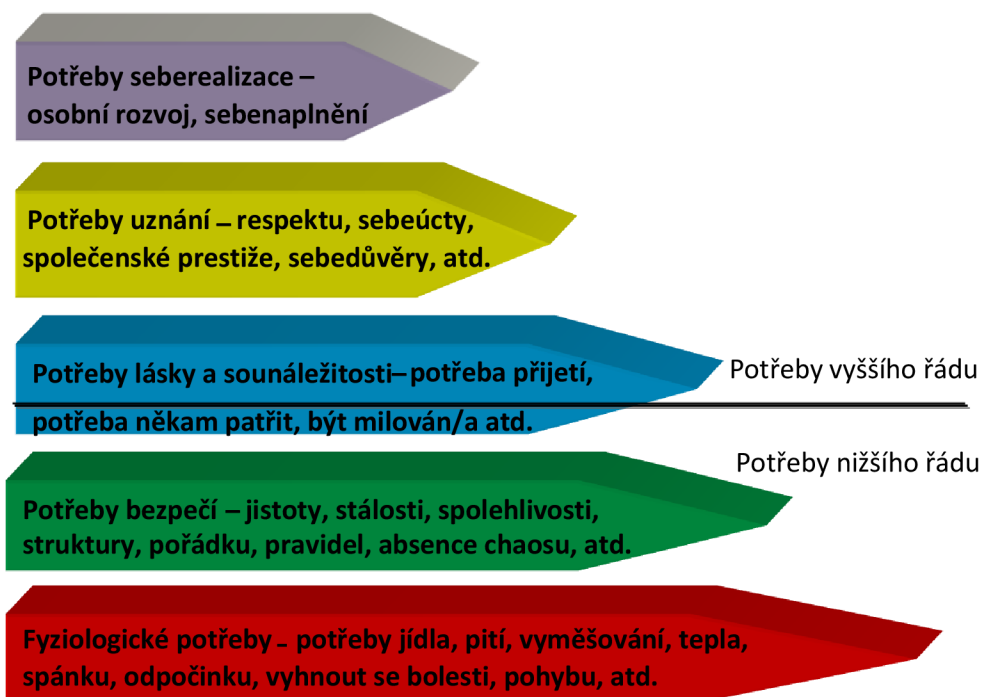 Potřeby seberealizace –
osobní rozvoj, sebenaplnění
Potřeby uznání – respektu, sebeúcty,
společenské prestiže, sebedůvěry, atd.
Potřeby lásky a sounáležitosti– potřeba přijetí,
potřeba někam patřit, být milován/a atd.
Potřeby vyššího řádu
Potřeby nižšího řádu
Potřeby bezpečí – jistoty, stálosti, spolehlivosti,
struktury, pořádku, pravidel, absence chaosu, atd.
Fyziologické potřeby – potřeby jídla, pití, vyměšování, tepla,
spánku, odpočinku, vyhnout se bolesti, pohybu, atd.